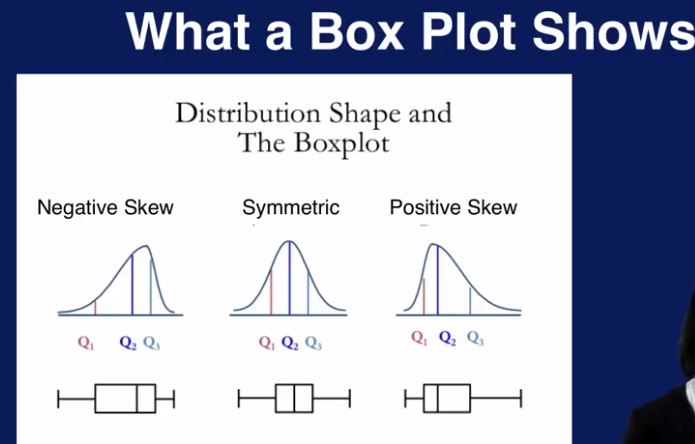 What a Box Plot Shows
Distribution Shape and
The Boxplot
Negative Skew Symmetric Positive Skew
Q₁ Q₂ Q₃ Q₁ Q₂ Q₃ Q₁ Q₂ Q₃